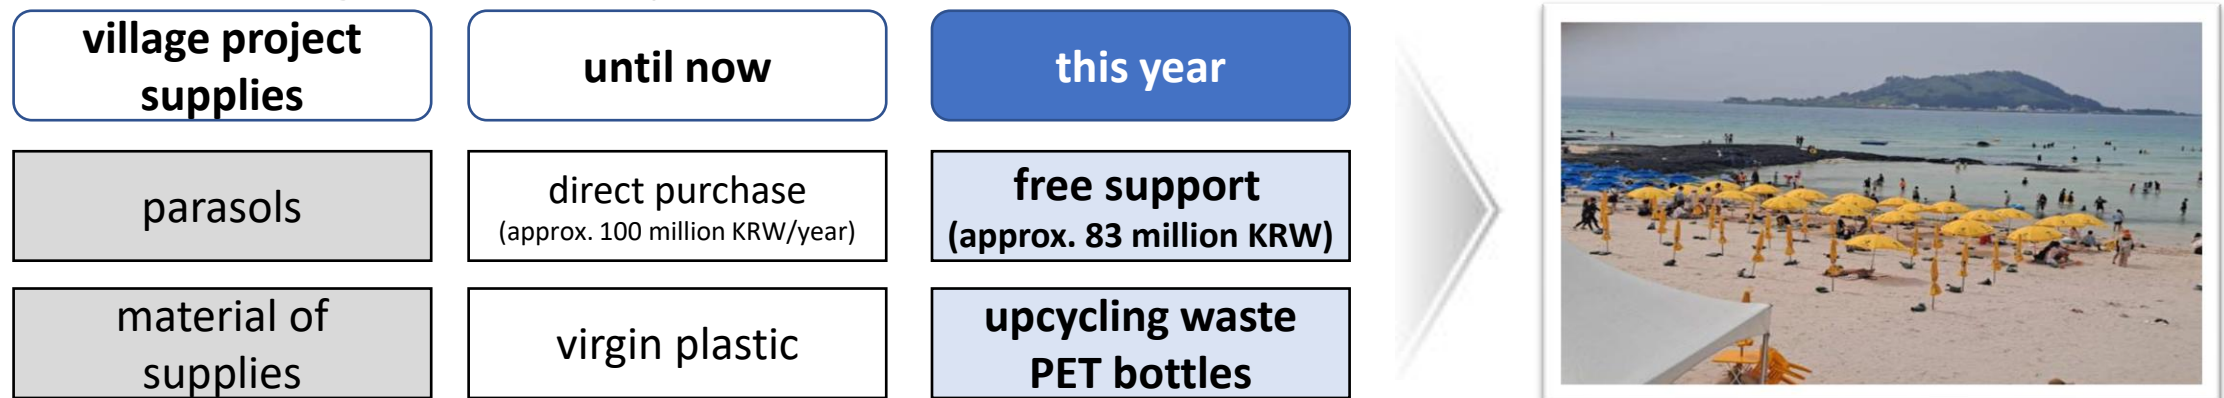 village project
supplies
until now
this year
parasols
direct purchase
(approx. 100 million KRW/year)
free support
(approx. 83 million KRW)
material of
supplies
virgin plastic
upcycling waste
PET bottles